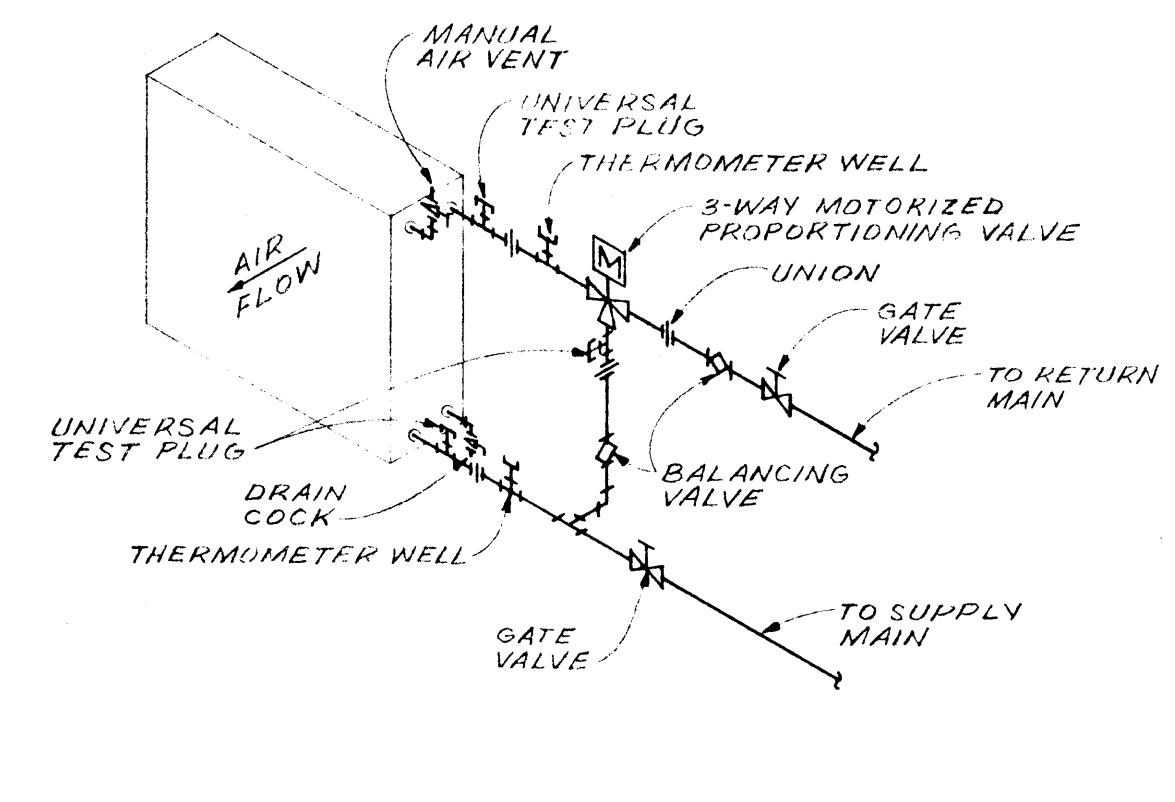 MANUAL
AIR VENT
UNIVERSAL
TEST PLUG
THERMOMETER WELL
3-WAY MOTORIZED
PROPORTIONING VALVE
M
UNION
GATE
VALVE
TO RETURN
MAIN
AIR
FLOW
UNIVERSAL
TEST PLUG
BALANCING
VALVE
DRAIN
COCK
THERMOMETER WELL
GATE
VALVE
TO SUPPLY
MAIN